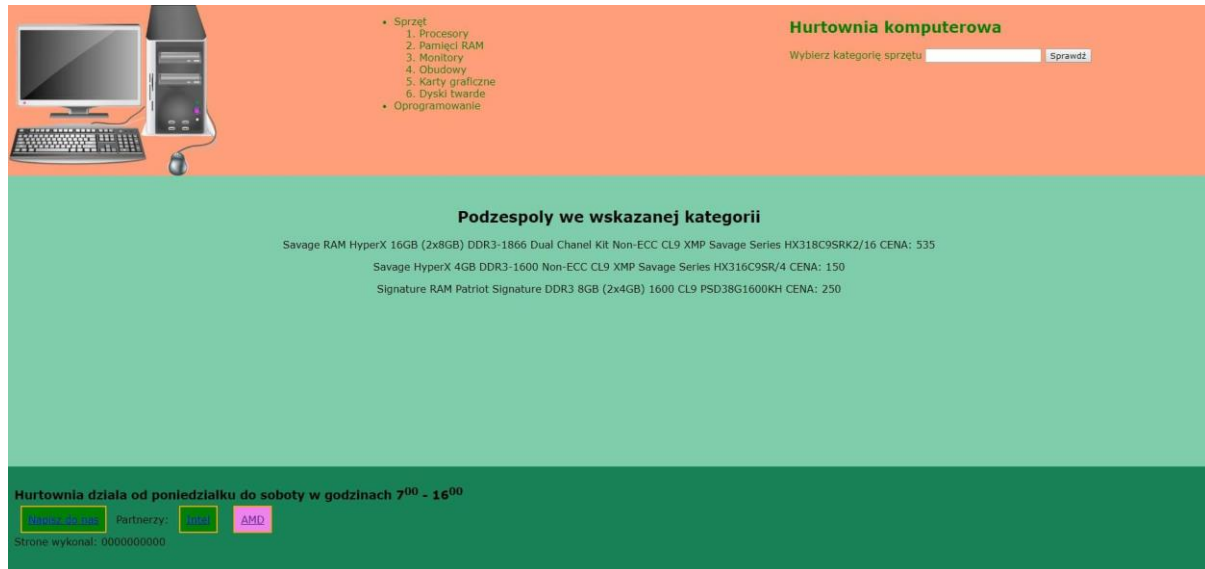 • Sprzęt
1. Procesory
2. Pamięci RAM
3. Monitory
4. Obudowy
5. Karty graficzne
6. Dyski twarde
• Oprogramowanie
Hurtownia komputerowa
Wybierz kategorię sprzętu Sprawdź
Podzespoly we wskazanej kategorii
Savage RAM HyperX 16GB (2x8GB) DDR3-1866 Dual Chanel Kit Non-ECC CL9 XMP Savage Series HX318C9SRK2/16 CENA: 535
Savage HyperX 4GB DDR3-1600 Non-ECC CL9 XMP Savage Series HX316C9SR/4 CENA: 150
Signature RAM Patriot Signature DDR3 8GB (2x4GB) 1600 CL9 PSD38G1600KH CENA: 250
Hurtownia dziala od poniedzialku do soboty w godzinach 7⁰⁰ - 16⁰⁰
Napisz do nas Partnerzy: Intel AMD
Strone wykonal: 0000000000